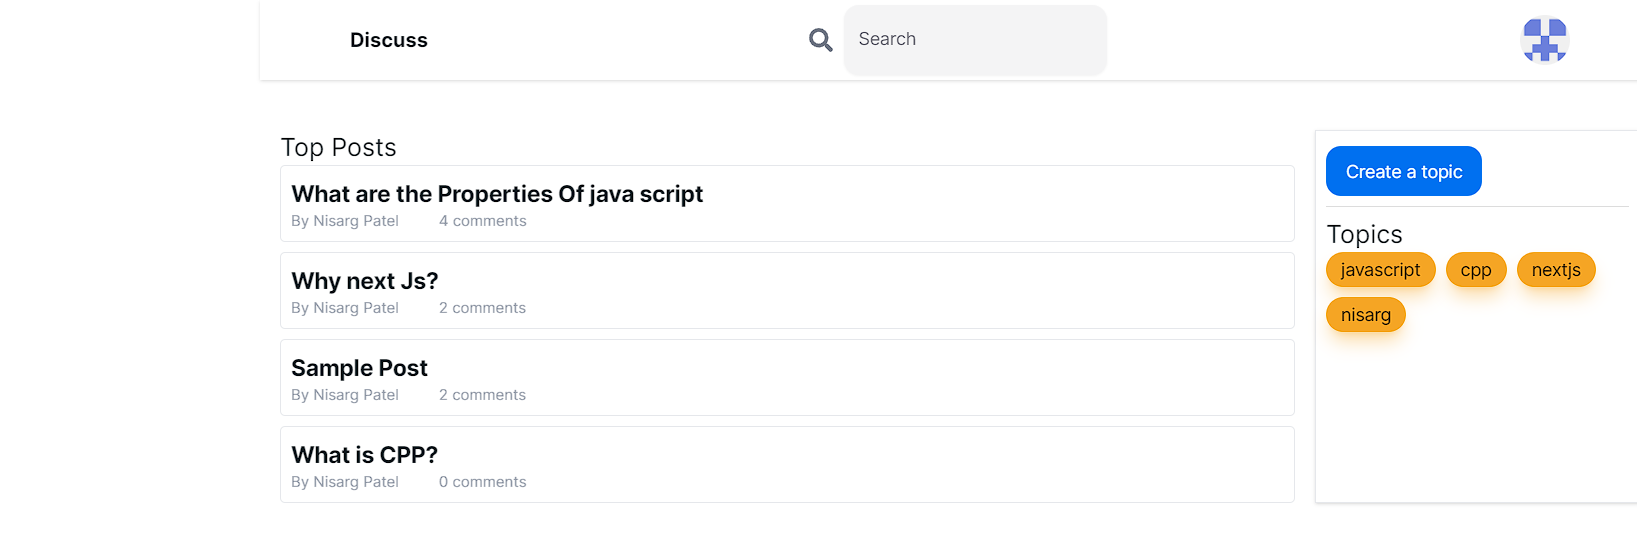 Discuss
Search
Top Posts
What are the Properties Of java script
By Nisarg Patel 4 comments
Why next Js?
By Nisarg Patel 2 comments
Sample Post
By Nisarg Patel 2 comments
What is CPP?
By Nisarg Patel 0 comments
Create a topic
Topics
javascript cpp nextjs
nisarg